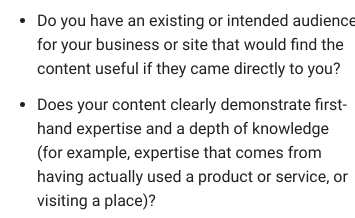 • Do you have an existing or intended audience
for your business or site that would find the
content useful if they came directly to you?
• Does your content clearly demonstrate first-
hand expertise and a depth of knowledge
(for example, expertise that comes from
having actually used a product or service, or
visiting a place)?